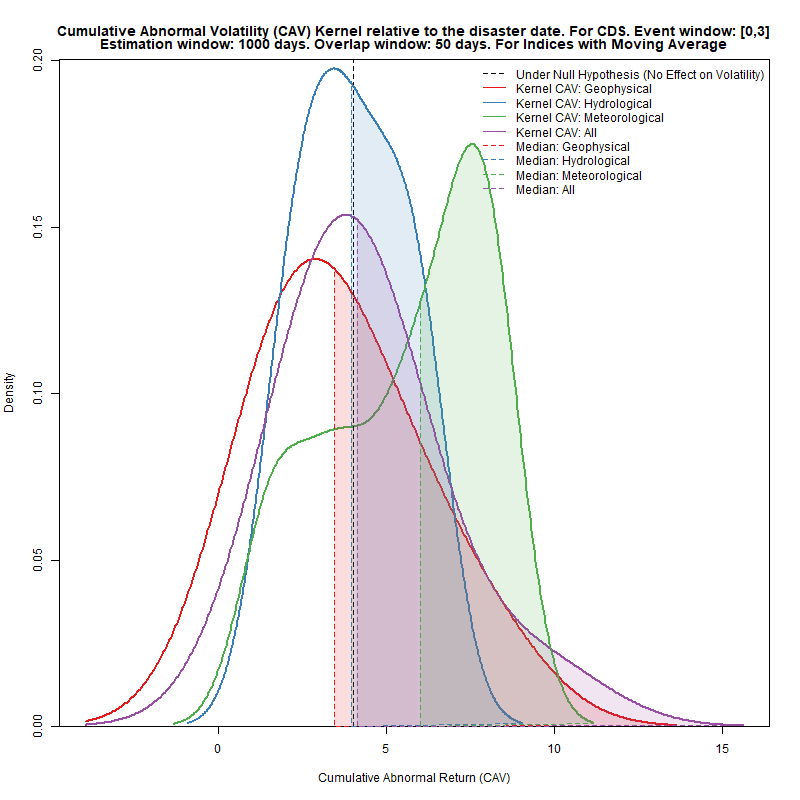 Cumulative Abnormal Volatility (CAV) Kernel relative to the disaster date. For CDS. Event window: [0,3]
Estimation window: 1000 days. Overlap window: 50 days. For Indices with Moving Average
Under Null Hypothesis (No Effect on Volatility)
Kernel CAV: Geophysical
Kernel CAV: Hydrological
Kernel CAV: Meteorological
Kernel CAV: All
Median: Geophysical
Median: Hydrological
Median: Meteorological
Median: All
0.20
0.15
0.10
0.05
0.00
Density
0
5
10
15
Cumulative Abnormal Return (CAV)